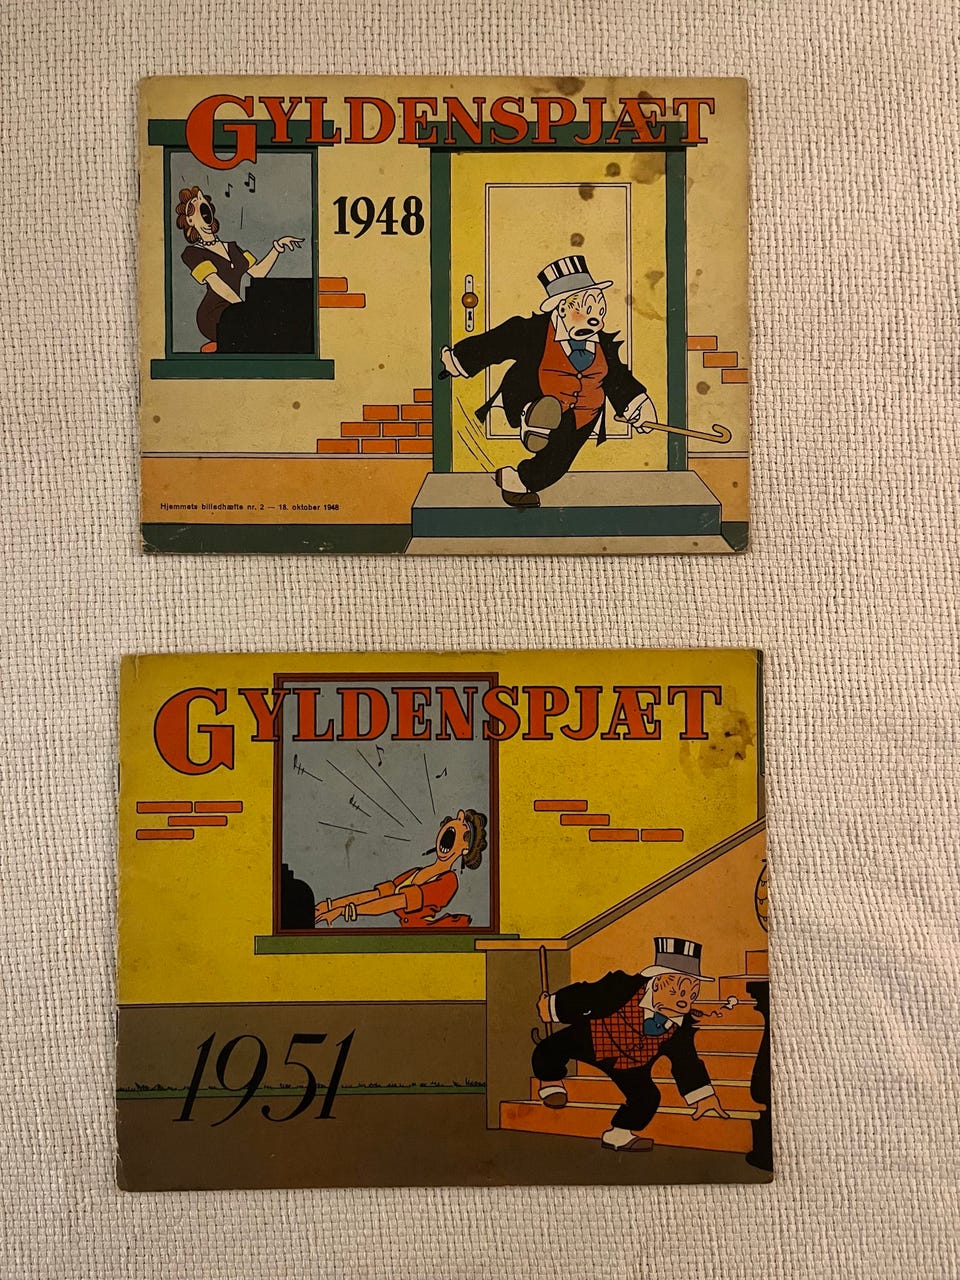 GYLDENSPJÆT
1948
Hjemmets billedhæfte nr. 2 — 18. oktober 1948
GYLDENSPJÆT
1951